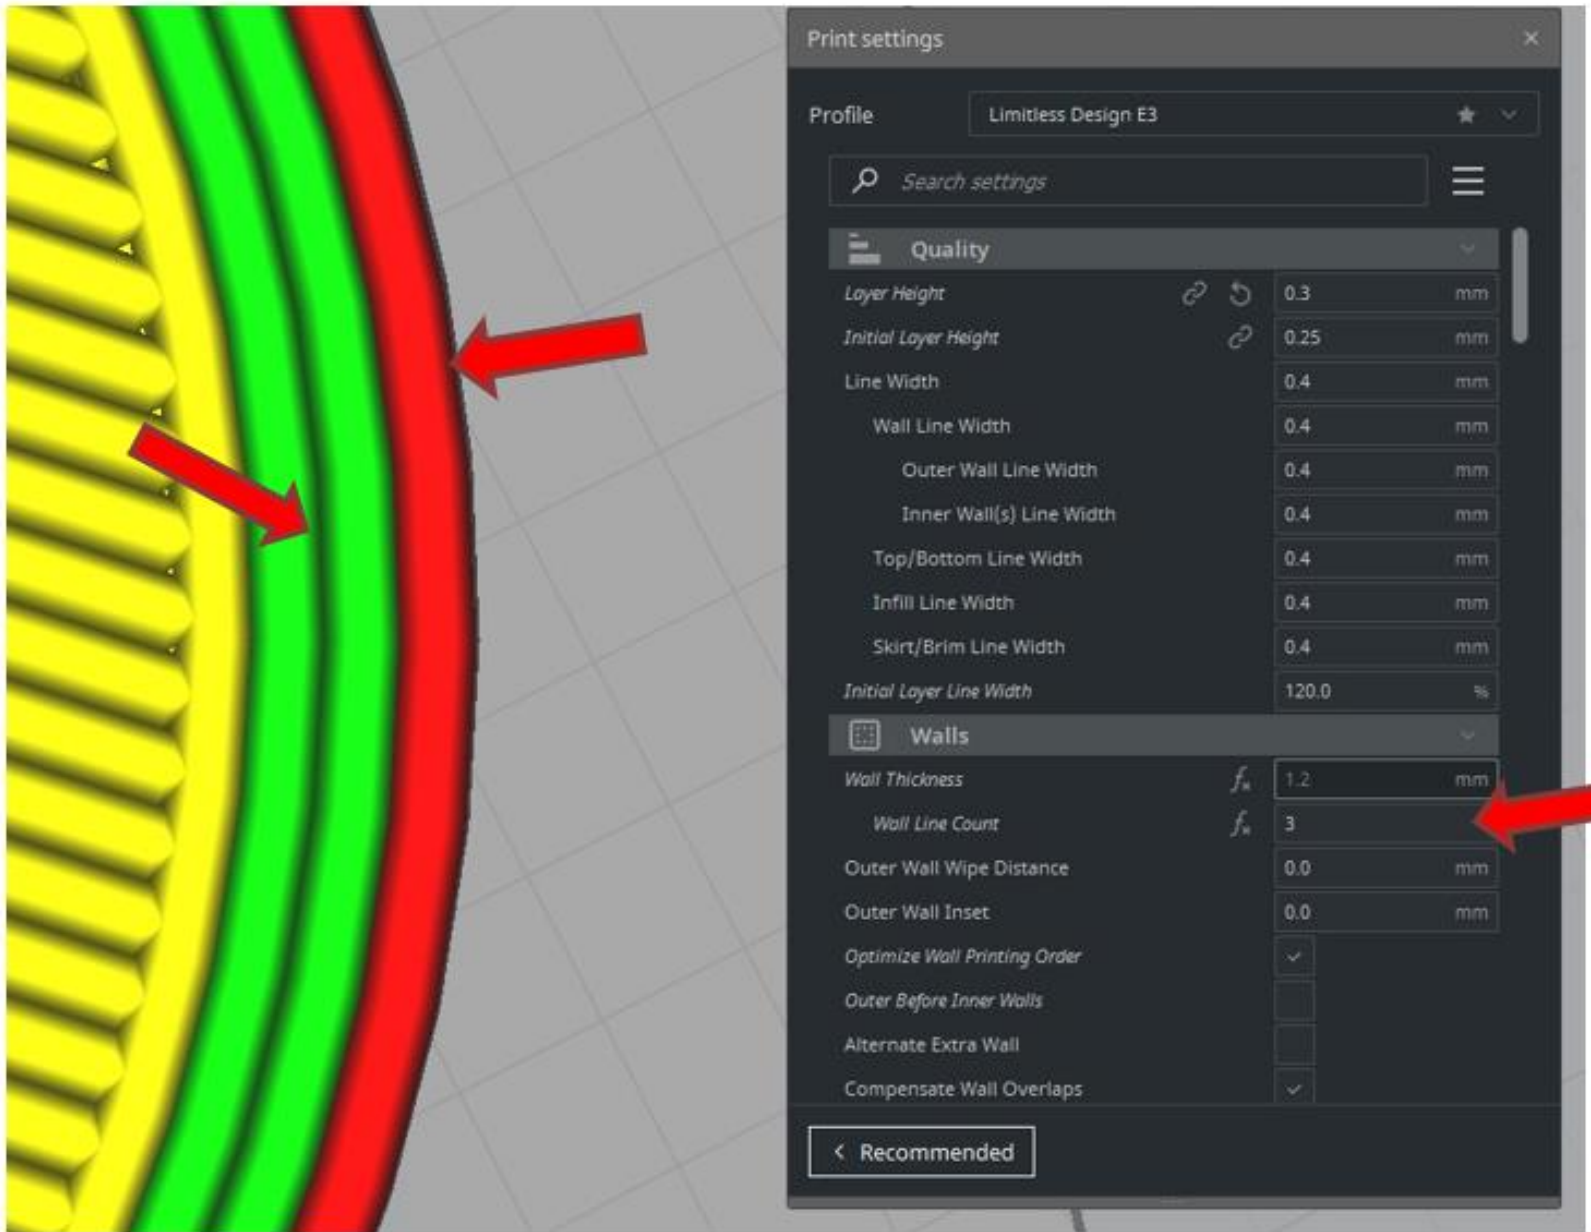 Print settings
Profile Limitless Design E3
Search settings
Quality
Layer Height 0.3 mm
Initial Layer Height 0.25 mm
Line Width 0.4 mm
Wall Line Width 0.4 mm
Outer Wall Line Width 0.4 mm
Inner Wall(s) Line Width 0.4 mm
Top/Bottom Line Width 0.4 mm
Infill Line Width 0.4 mm
Skirt/Brim Line Width 0.4 mm
Initial Layer Line Width 120.0 %
Walls
Wall Thickness 1.2 mm
Wall Line Count 3
Outer Wall Wipe Distance 0.0 mm
Outer Wall Inset 0.0 mm
Optimize Wall Printing Order
Outer Before Inner Walls
Alternate Extra Wall
Compensate Wall Overlaps
Recommended